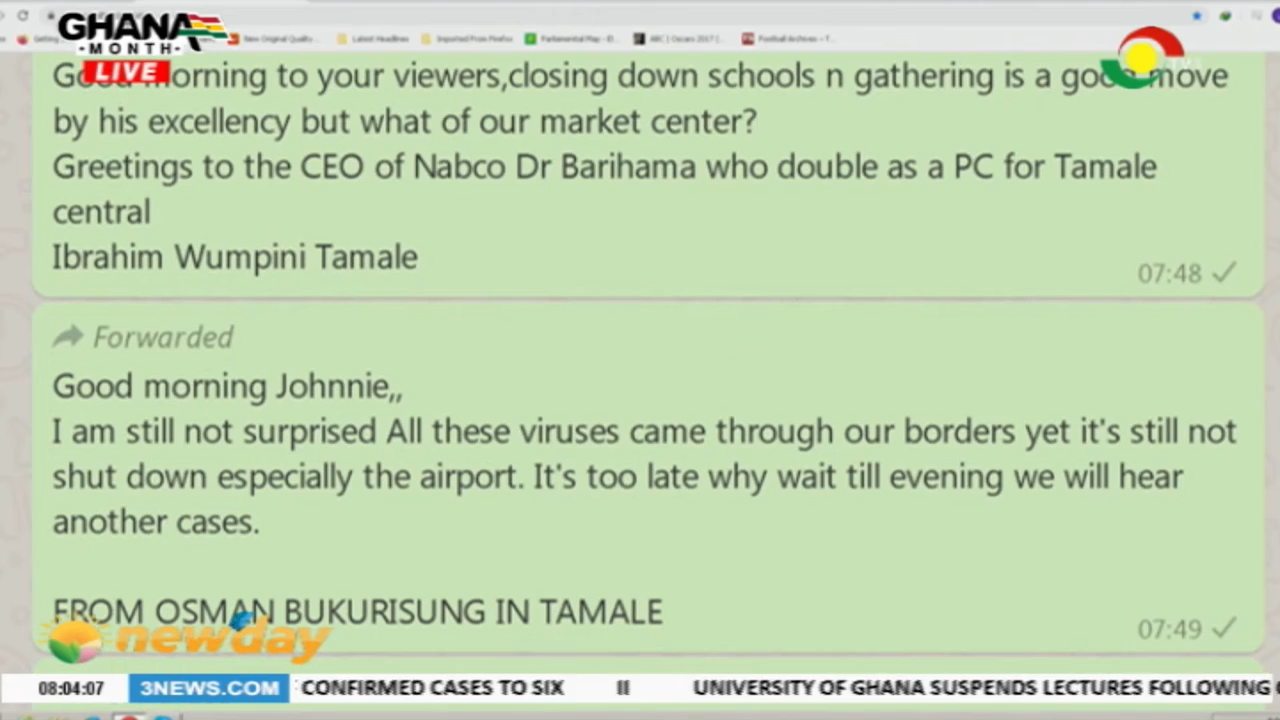 GHANA
-MONTH-
LIVE
Good morning to your viewers,closing down schools n gathering is a good move
by his excellency but what of our market center?
Greetings to the CEO of Nabco Dr Barihama who double as a PC for Tamale
central
Ibrahim Wumpini Tamale
07:48
Forwarded
Good morning Johnnie,,
I am still not surprised All these viruses came through our borders yet it's still not
shut down especially the airport. It's too late why wait till evening we will hear
another cases.
FROM OSMAN BUKURISUNG IN TAMALE
07:49
newday
08:04:07 3NEWS.COM CONFIRMED CASES TO SIX || UNIVERSITY OF GHANA SUSPENDS LECTURES FOLLOWING